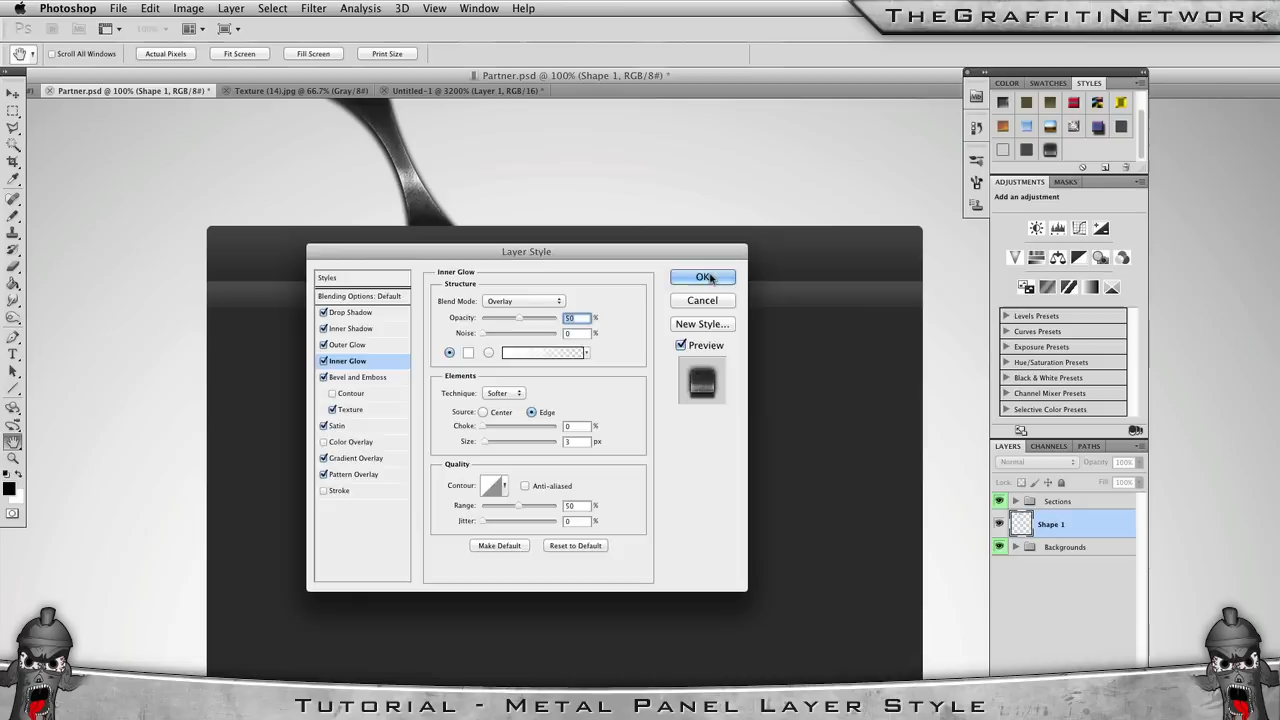 Photoshop File Edit Image Layer Select Filter Analysis 3D View Window Help
THEGRAFFITINETWORK
Ps Br Mb 100%
Scroll All Windows Actual Pixels Fit Screen Fill Screen Print Size
Partner.psd @ 100% (Shape 1, RGB/8#) *
Partner.psd @ 100% (Shape 1, RGB/8#) * Texture (14).jpg @ 66.7... Gray/8#) Untitled-1 @ 3200% (Layer 1, RGB/16) *
COLOR SWATCHES STYLES
ADJUSTMENTS MASKS
Add an adjustment
Levels Presets
Curves Presets
Exposure Presets
Hue/Saturation Presets
Black & White Presets
Channel Mixer Presets
Selective Color Presets
LAYERS CHANNELS PATHS
Normal Opacity: 100%
Lock: Fill: 100%
Sections
Shape 1
Backgrounds
Layer Style
Styles
Blending Options: Default
Drop Shadow
Inner Shadow
Outer Glow
Inner Glow
Bevel and Emboss
Contour
Texture
Satin
Color Overlay
Gradient Overlay
Pattern Overlay
Stroke
Inner Glow
Structure
Blend Mode: Overlay
Opacity: 50 %
Noise: 0 %
Elements
Technique: Softer
Source: Center Edge
Choke: 0 %
Size: 3 px
Quality
Contour: Anti-aliased
Range: 50 %
Jitter: 0 %
Make Default Reset to Default
OK
Cancel
New Style...
Preview
TUTORIAL - METAL PANEL LAYER STYLE